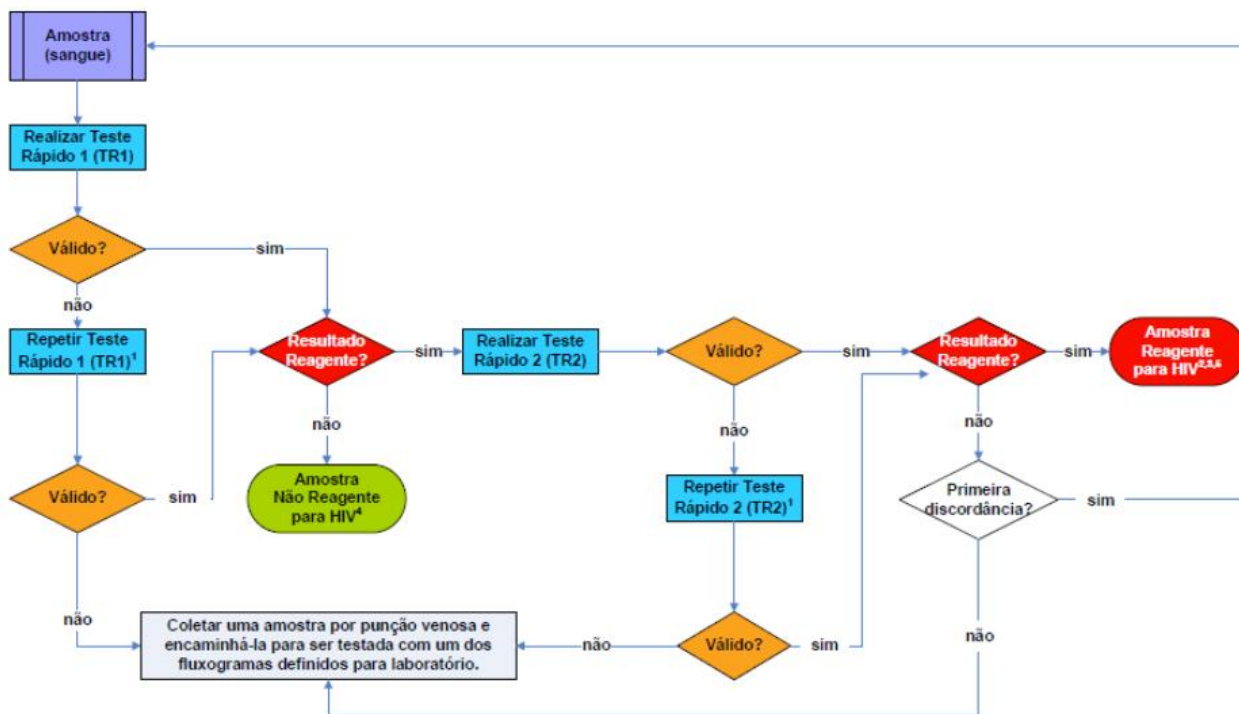 Amostra
(sangue)
Realizar Teste
Rápido 1 (TR1)
Válido?
sim
não
Repetir Teste
Rápido 1 (TR1)¹
Válido?
sim
não
Resultado
Reagente?
sim
não
Amostra
Não Reagente
para HIV⁴
Realizar Teste
Rápido 2 (TR2)
Válido?
sim
não
Repetir Teste
Rápido 2 (TR2)¹
Válido?
sim
não
Resultado
Reagente?
sim
não
Amostra
Reagente
para HIV
Primeira
discordância?
sim
não
Coletar uma amostra por punção venosa e
encaminhá-la para ser testada com um dos
fluxogramas definidos para laboratório.